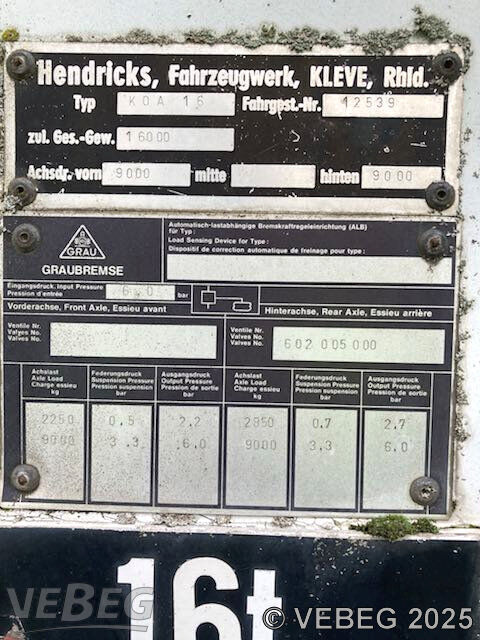 Hendricks, Fahrzeugwerk, KLEVE, Rhld.
Typ KOA 16 Fahrgest.-Nr. 12539
zul. Ges.-Gew. 16000
Achsdr. vorn 9000 mitte hinten 9000
GRAU
GRAUBREMSE
Automatisch-lastabhängige Bremskraftregeleinrichtung (ALB)
für Typ:
Load Sensing Device for Type:
Dispositif de correction automatique de freinage pour type:
Eingangsdruck, Input Pressure
Pression d'entrée 6.0 bar
Vorderachse, Front Axle, Essieu avant
Hinterachse, Rear Axle, Essieu arrière
Ventile Nr.
Valves No.
Valves No.
Ventile Nr.
Valves No.
Valves No. 602 005 000
Achslast
Axle Load
Charge essieu
kg
Federungsdruck
Suspension Pressure
Pression suspension
bar
Ausgangsdruck
Output Pressure
Pression de sortie
bar
Achslast
Axle Load
Charge essieu
kg
Federungsdruck
Suspension Pressure
Pression suspension
bar
Ausgangsdruck
Output Pressure
Pression de sortie
bar
2250 0.5 2.2 2850 0.7 2.7
9000 3.3 6.0 9000 3.3 6.0
16t
VEBEG
© VEBEG 2025